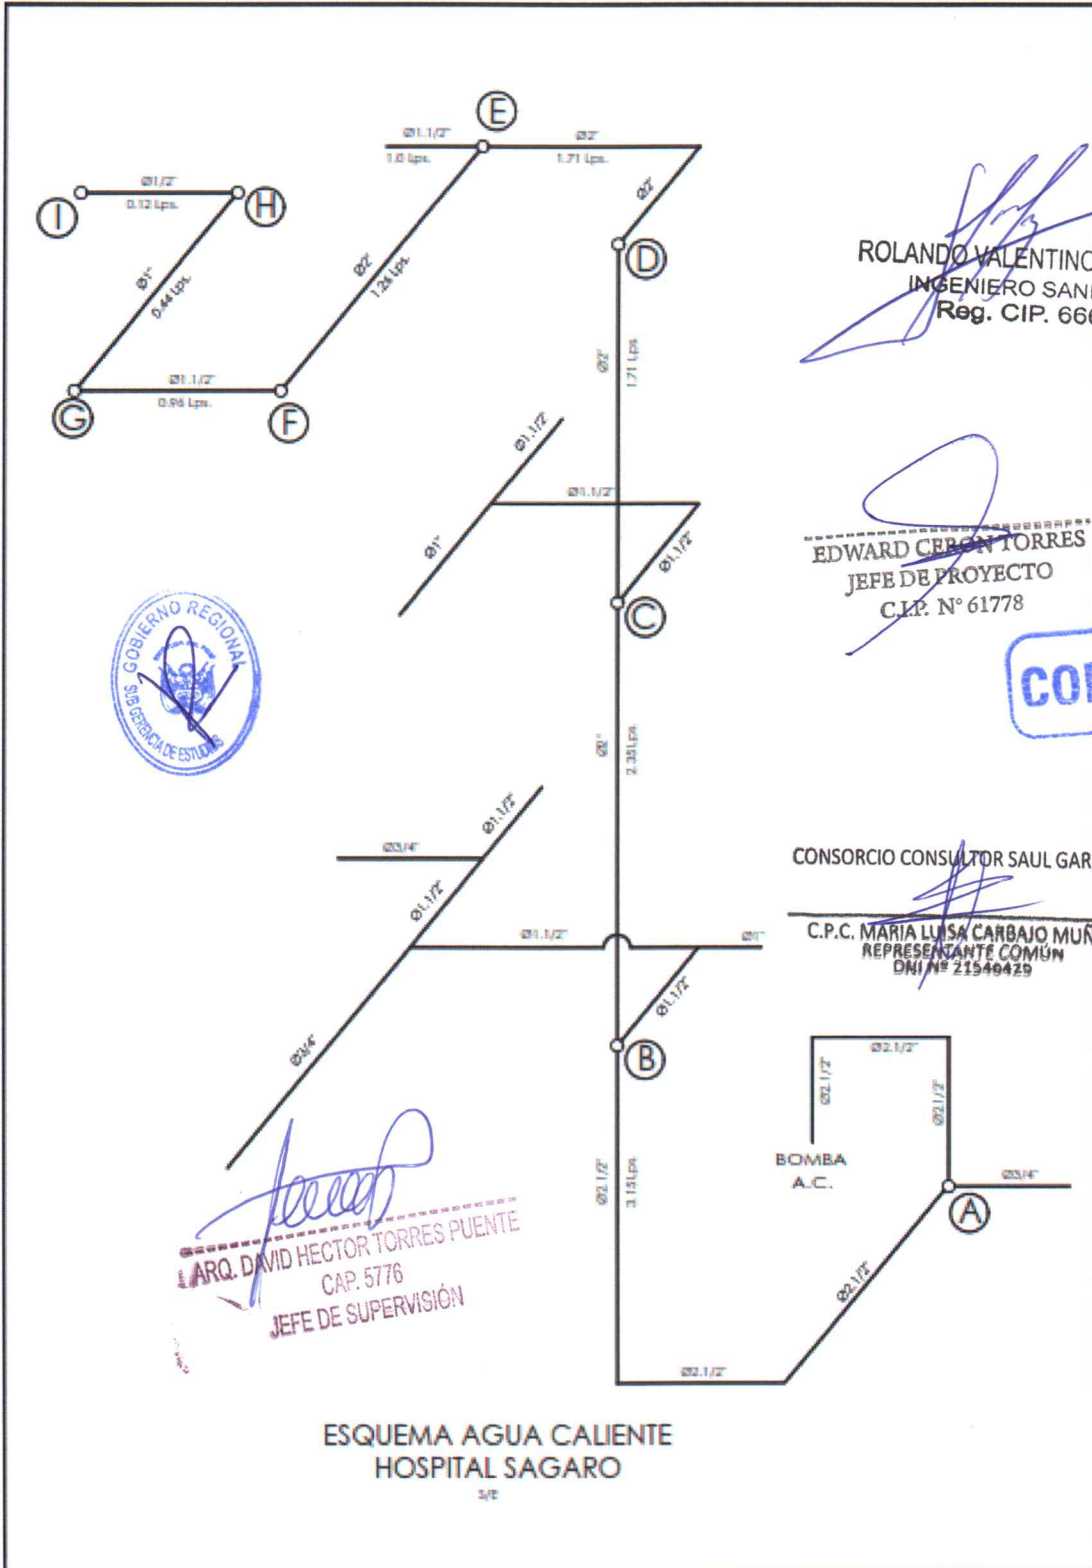 E
Ø1.1/2"
Ø2"
1.0 Lps.
1.71 Lps.
Ø1/2"
0.12 Lps.
I
H
Ø2"
D
Ø1"
0.44 Lps.
Ø2"
1.26 Lps.
Ø2"
1.71 Lps.
Ø1.1/2"
0.96 Lps.
G
F
ROLANDO VALENTINO
INGENIERO SANI
Reg. CIP. 666
Ø1.1/2"
Ø1.1/2"
Ø1"
Ø1.1/2"
C
EDWARD CERON TORRES
JEFE DE PROYECTO
C.I.P. N° 61778
GOBIERNO REGIONAL
SUB GERENCIA DE ESTUDIOS
Ø2"
2.35 Lps.
Ø1.1/2"
Ø3/4"
Ø1.1/2"
Ø1.1/2"
Ø1"
Ø1.1/2"
Ø3/4"
B
CONSORCIO CONSULTOR SAUL GAR
C.P.C. MARIA LUISA CARBAJO MUÑ
REPRESENTANTE COMÚN
Ø2.1/2"
Ø2.1/2"
Ø2.1/2"
BOMBA
A.C.
Ø3/4"
A
Ø2.1/2"
3.15 Lps.
Ø2.1/2"
Ø2.1/2"
ARQ. DAVID HECTOR TORRES PUENTE
CAP. 5776
JEFE DE SUPERVISIÓN
ESQUEMA AGUA CALIENTE
HOSPITAL SAGARO
S/E